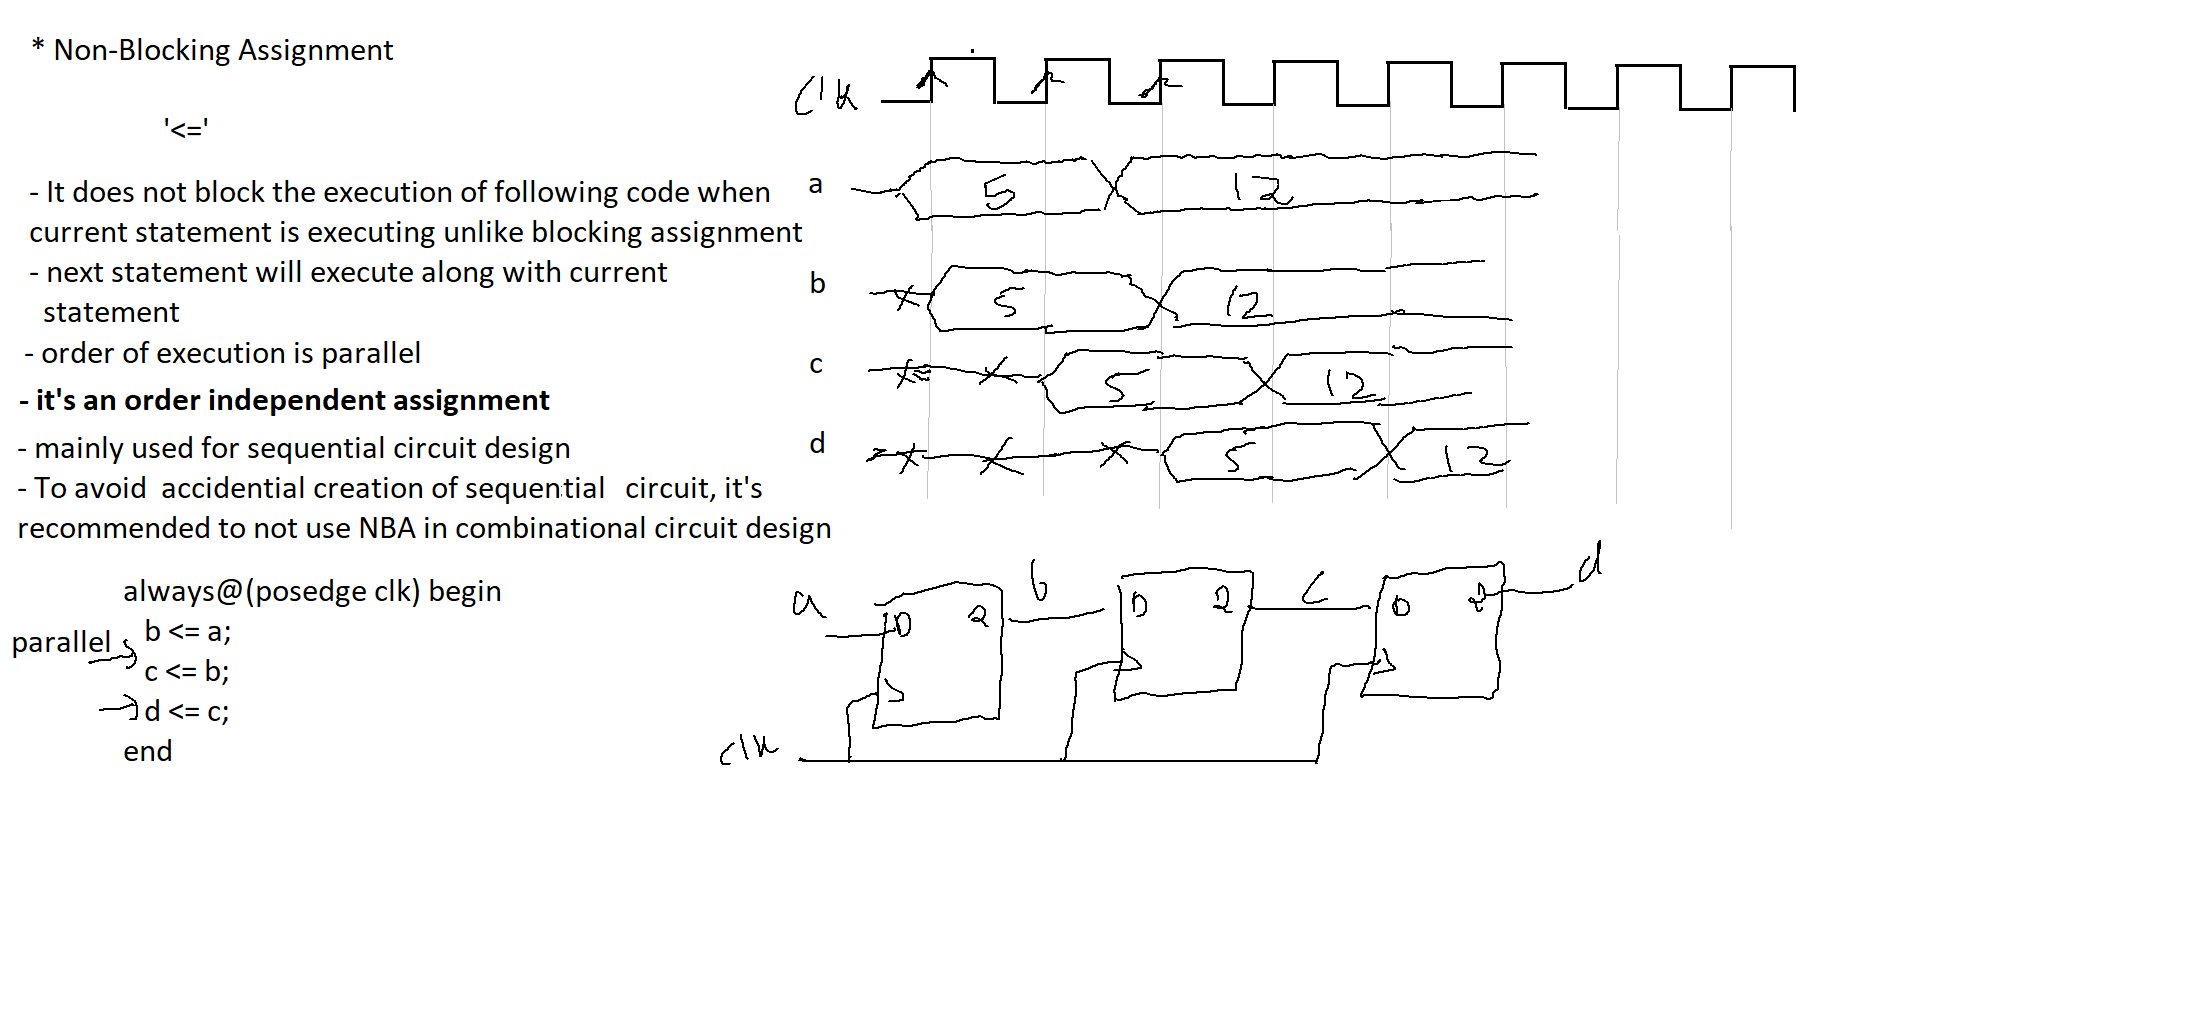 * Non-Blocking Assignment
'<='
- It does not block the execution of following code when
current statement is executing unlike blocking assignment
- next statement will execute along with current
statement
- order of execution is parallel
- it's an order independent assignment
- mainly used for sequential circuit design
- To avoid accidential creation of sequential circuit, it's
recommended to not use NBA in combinational circuit design
always@(posedge clk) begin
parallel b <= a;
c <= b;
d <= c;
end
Clk
a 5 12
b 5 12
c 5 12
d 5 12
a D Q b D Q c D Q d
clk